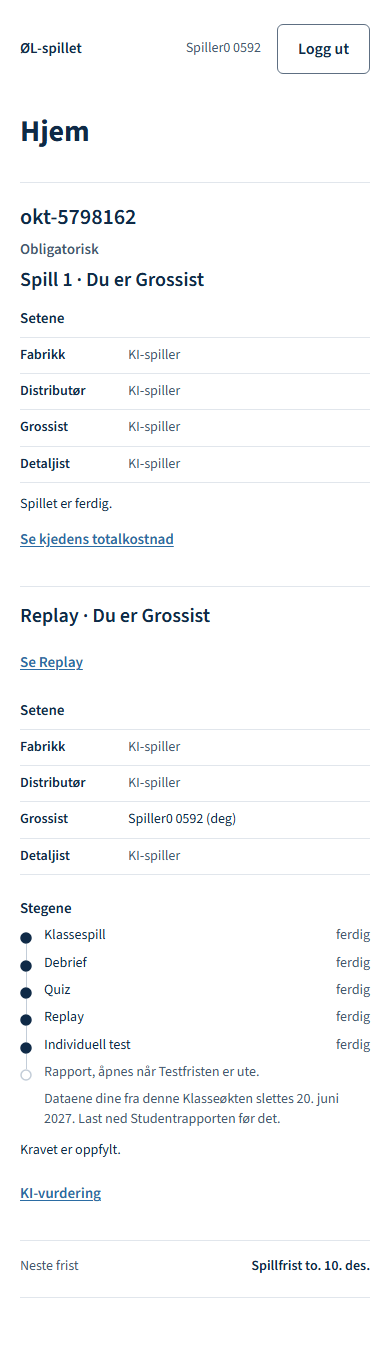 ØL-spillet
Spiller0 0592
Logg ut
Hjem
okt-5798162
Obligatorisk
Spill 1 · Du er Grossist
Setene
Fabrikk KI-spiller
Distributør KI-spiller
Grossist KI-spiller
Detaljist KI-spiller
Spillet er ferdig.
Se kjedens totalkostnad
Replay · Du er Grossist
Se Replay
Setene
Fabrikk KI-spiller
Distributør KI-spiller
Grossist Spiller0 0592 (deg)
Detaljist KI-spiller
Stegene
Klassespill ferdig
Debrief ferdig
Quiz ferdig
Replay ferdig
Individuell test ferdig
Rapport, åpnes når Testfristen er ute.
Dataene dine fra denne Klasseøkten slettes 20. juni
2027. Last ned Studentrapporten før det.
Kravet er oppfylt.
KI-vurdering
Neste frist Spillfrist to. 10. des.